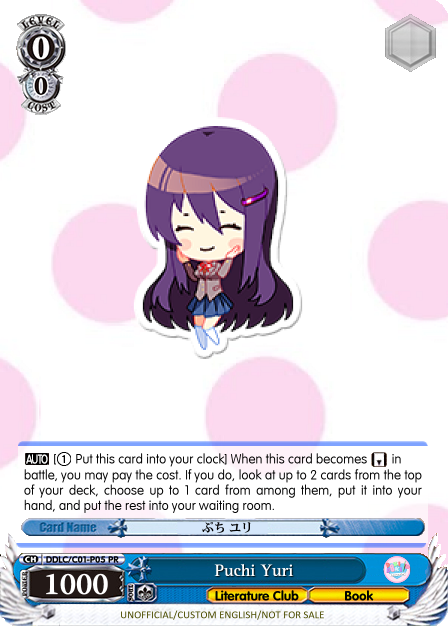 LEVEL
0
0
COST
AUTO [① Put this card into your clock] When this card becomes in
battle, you may pay the cost. If you do, look at up to 2 cards from the top
of your deck, choose up to 1 card from among them, put it into your
hand, and put the rest into your waiting room.
Card Name
ぷち ユリ
CH DDLC/C01-P05 PR
POWER
1000
SOUL
Puchi Yuri
Literature Club
Book
UNOFFICIAL/CUSTOM ENGLISH/NOT FOR SALE